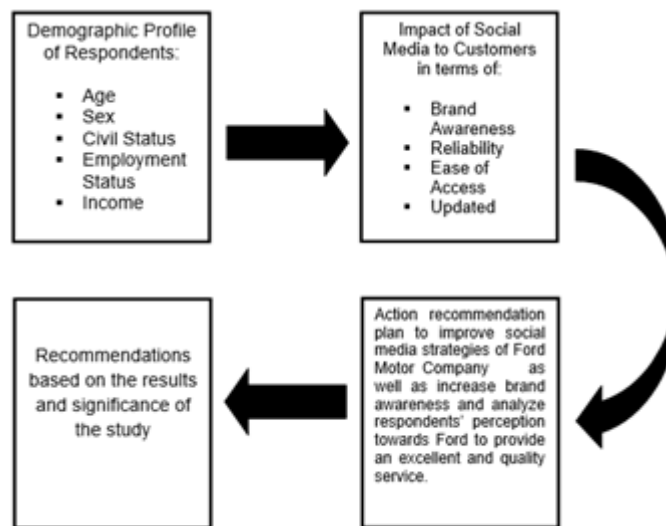 Demographic Profile
of Respondents:
▪ Age
▪ Sex
▪ Civil Status
▪ Employment
Status
▪ Income
Impact of Social
Media to Customers
in terms of:
▪ Brand
Awareness
▪ Reliability
▪ Ease of
Access
▪ Updated
Action recommendation
plan to improve social
media strategies of Ford
Motor Company as
well as increase brand
awareness and analyze
respondents' perception
towards Ford to provide
an excellent and quality
service.
Recommendations
based on the results
and significance of
the study